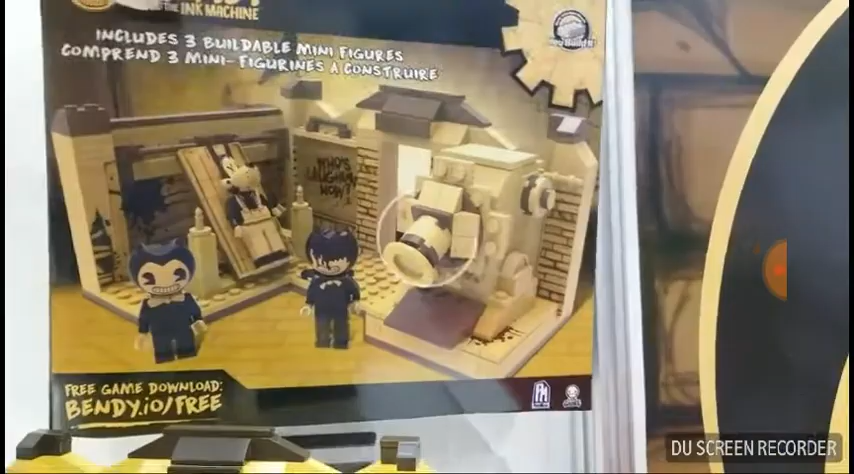 THE INK MACHINE
INCLUDES 3 BUILDABLE MINI FIGURES
COMPREND 3 MINI-FIGURINES À CONSTRUIRE
WHO'S
LAUGHING
NOW?
FREE GAME DOWNLOAD:
BENDY.iO/FREE
DU SCREEN RECORDER